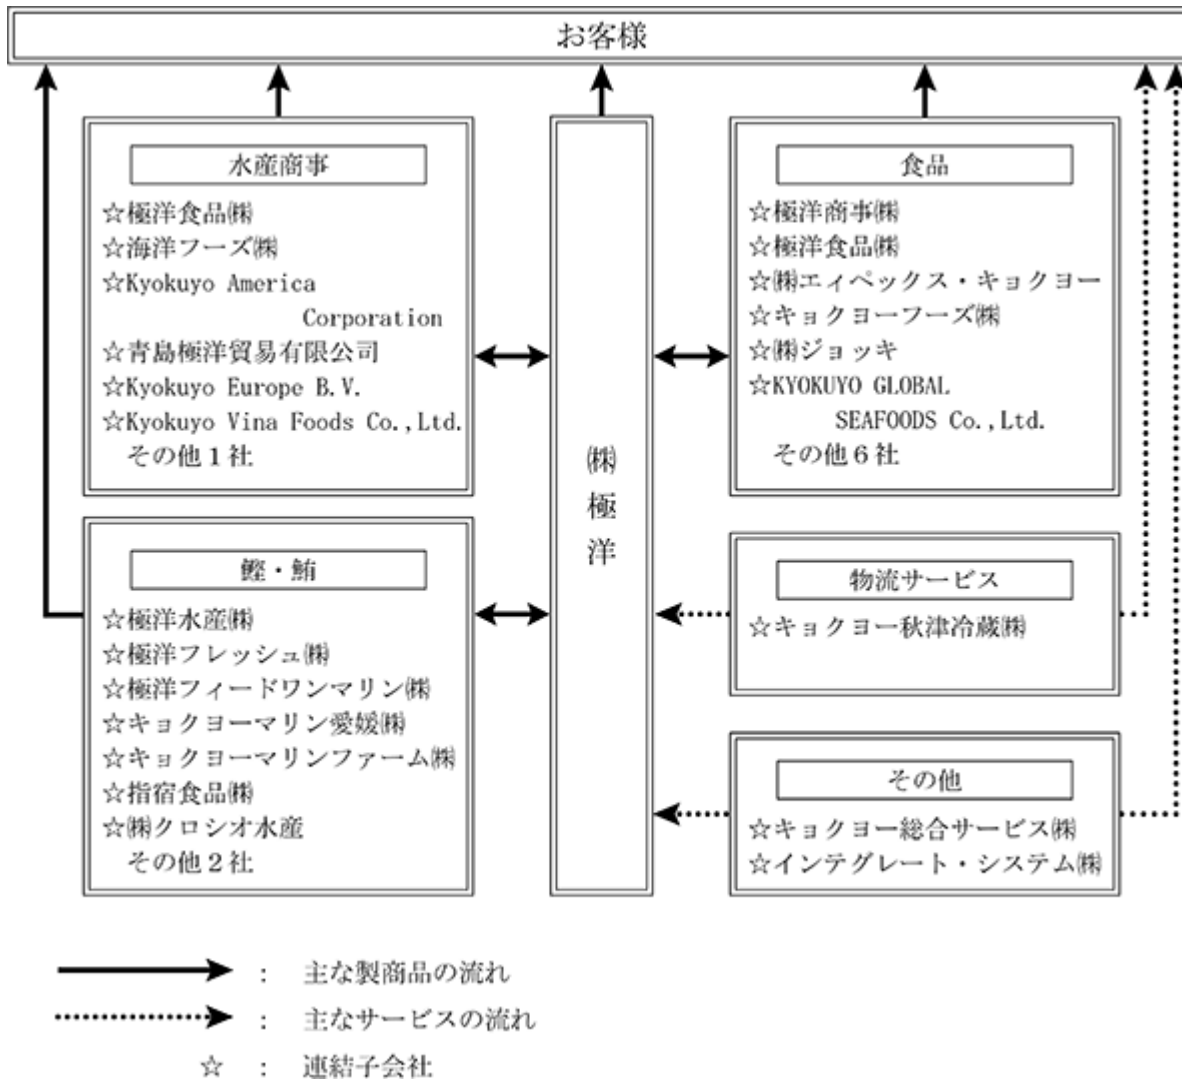 お客様
水産商事
☆極洋食品㈱
☆海洋フーズ㈱
☆Kyokuyo America
Corporation
☆青島極洋貿易有限公司
☆Kyokuyo Europe B.V.
☆Kyokuyo Vina Foods Co.,Ltd.
その他１社
鰹・鮪
☆極洋水産㈱
☆極洋フレッシュ㈱
☆極洋フィードワンマリン㈱
☆キョクヨーマリン愛媛㈱
☆キョクヨーマリンファーム㈱
☆指宿食品㈱
☆㈱クロシオ水産
その他２社
㈱極洋
食品
☆極洋商事㈱
☆極洋食品㈱
☆㈱エィペックス・キョクヨー
☆キョクヨーフーズ㈱
☆㈱ジョッキ
☆KYOKUYO GLOBAL
SEAFOODS Co.,Ltd.
その他６社
物流サービス
☆キョクヨー秋津冷蔵㈱
その他
☆キョクヨー総合サービス㈱
☆インテグレート・システム㈱
： 主な製商品の流れ
： 主なサービスの流れ
☆ ： 連結子会社